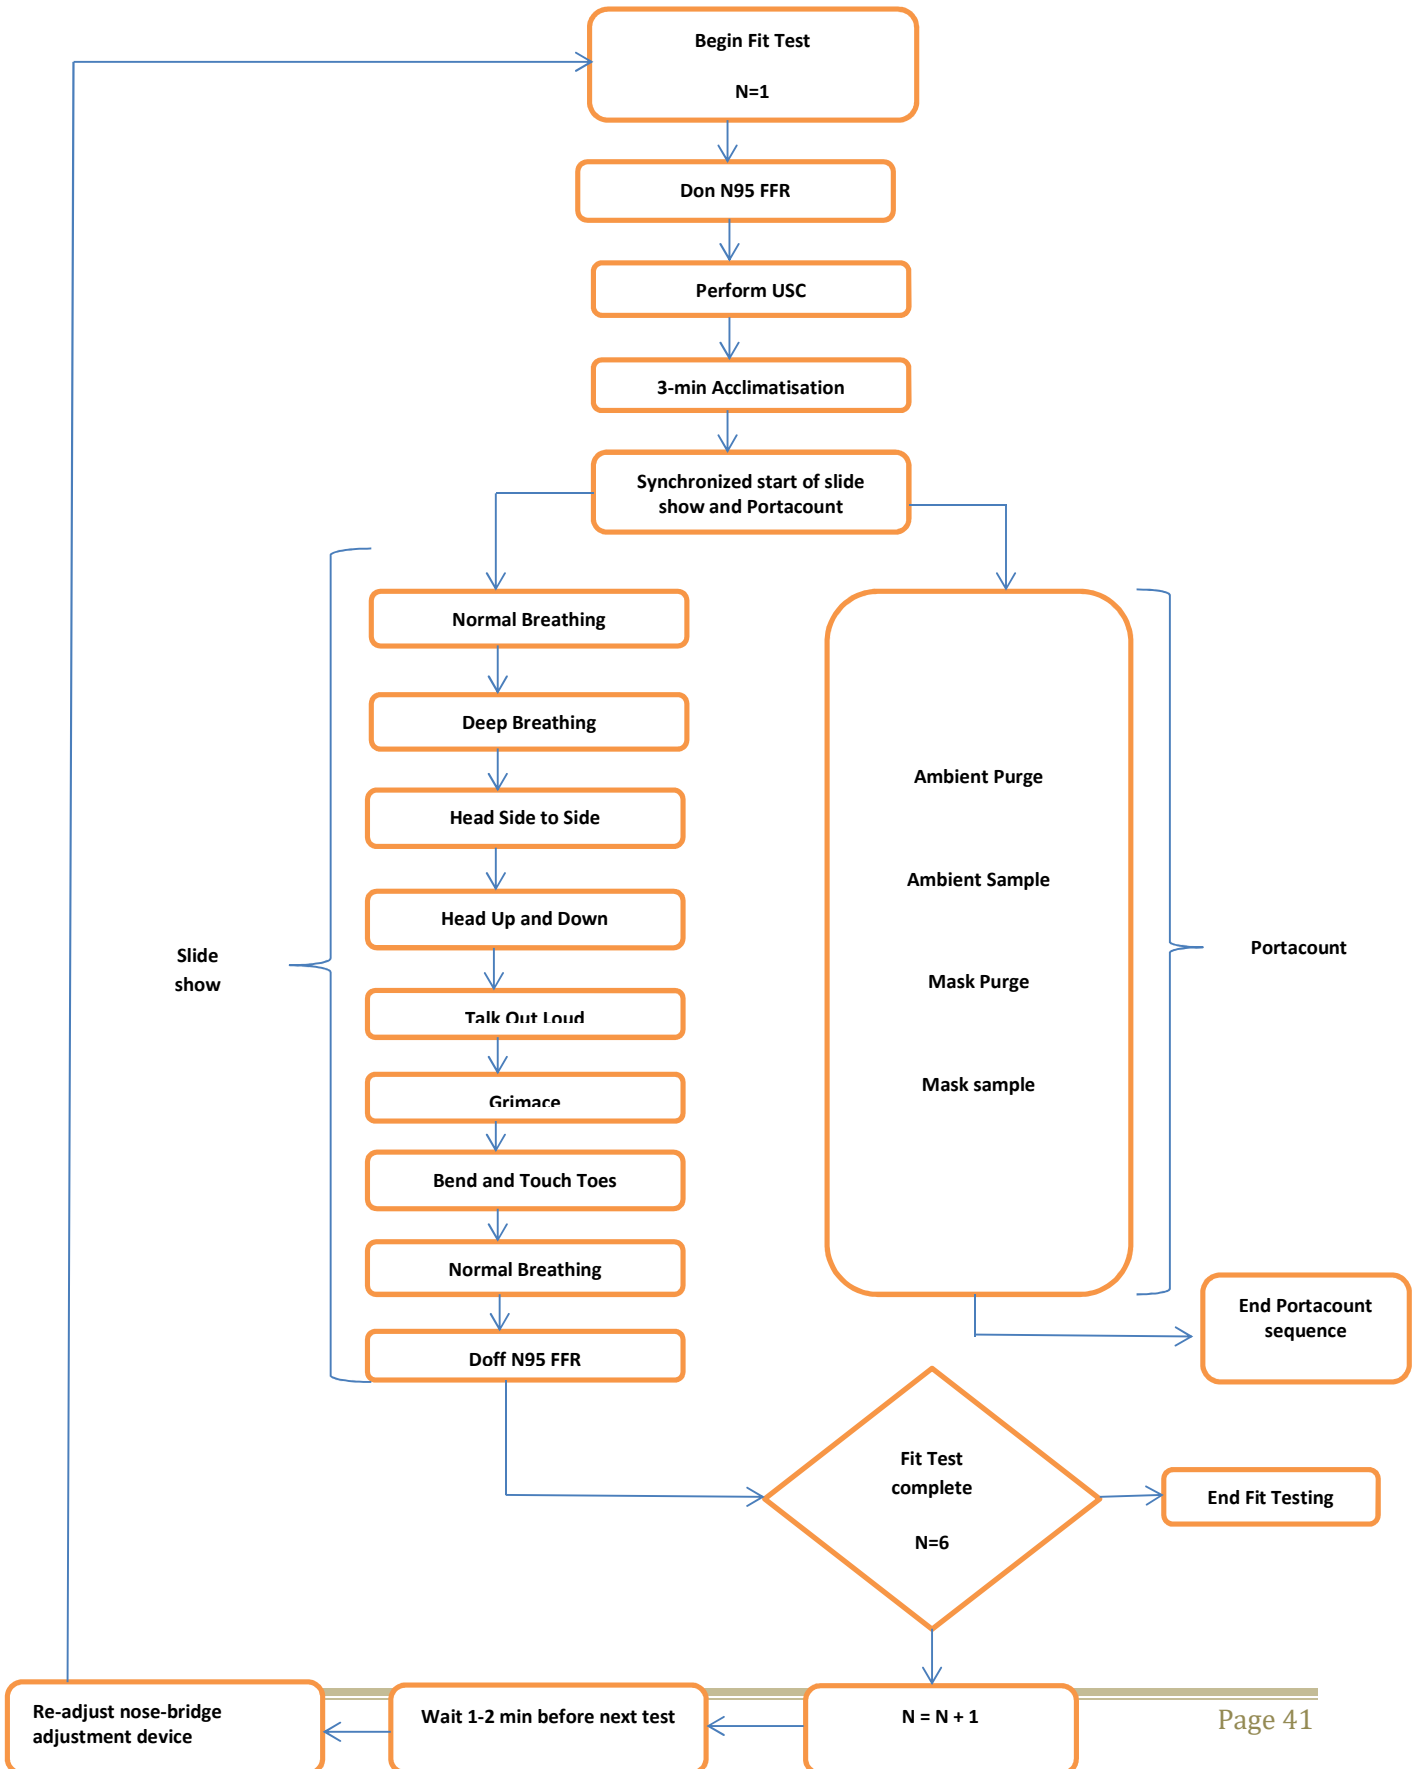 Begin Fit Test
N=1
Don N95 FFR
Perform USC
3-min Acclimatisation
Synchronized start of slide
show and Portacount
Normal Breathing
Deep Breathing
Head Side to Side
Head Up and Down
Talk Out Loud
Grimace
Bend and Touch Toes
Normal Breathing
Doff N95 FFR
Slide
show
Ambient Purge
Ambient Sample
Mask Purge
Mask sample
Portacount
End Portacount
sequence
Fit Test
complete
N=6
End Fit Testing
N = N + 1
Wait 1-2 min before next test
Re-adjust nose-bridge
adjustment device
Page 41